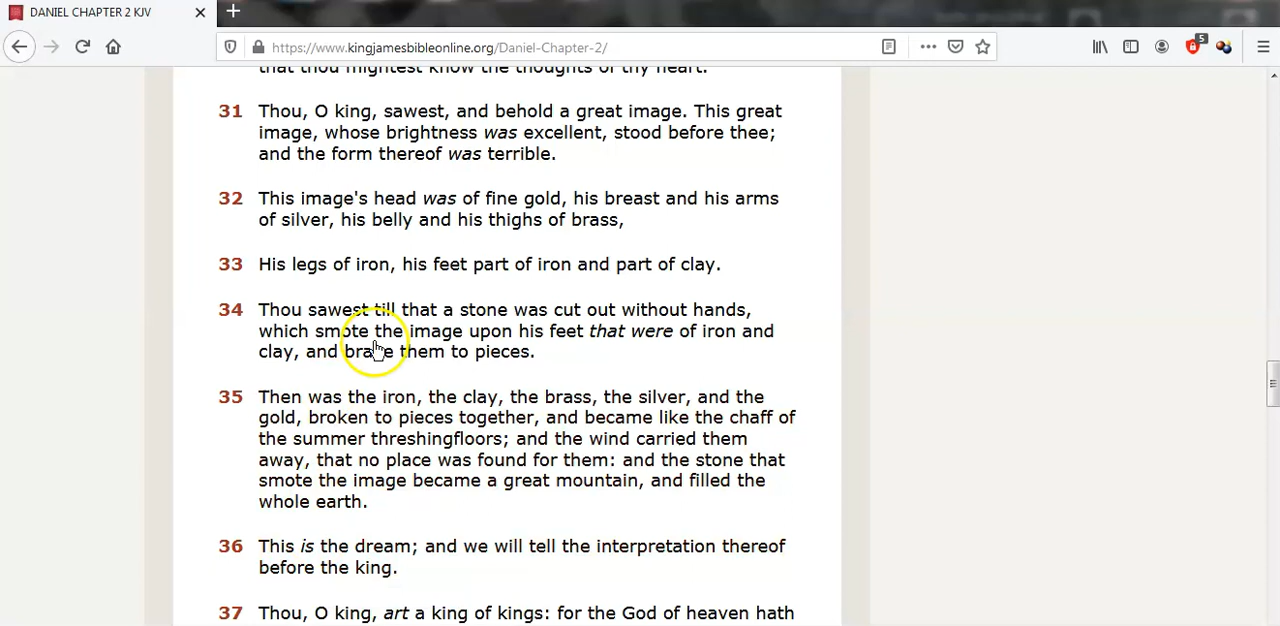 DANIEL CHAPTER 2 KJV
https://www.kingjamesbibleonline.org/Daniel-Chapter-2/
5
that thou mightest know the thoughts of thy heart.
31 Thou, O king, sawest, and behold a great image. This great
image, whose brightness was excellent, stood before thee;
and the form thereof was terrible.
32 This image's head was of fine gold, his breast and his arms
of silver, his belly and his thighs of brass,
33 His legs of iron, his feet part of iron and part of clay.
34 Thou sawest till that a stone was cut out without hands,
which smote the image upon his feet that were of iron and
clay, and brake them to pieces.
35 Then was the iron, the clay, the brass, the silver, and the
gold, broken to pieces together, and became like the chaff of
the summer threshingfloors; and the wind carried them
away, that no place was found for them: and the stone that
smote the image became a great mountain, and filled the
whole earth.
36 This is the dream; and we will tell the interpretation thereof
before the king.
37 Thou, O king, art a king of kings: for the God of heaven hath